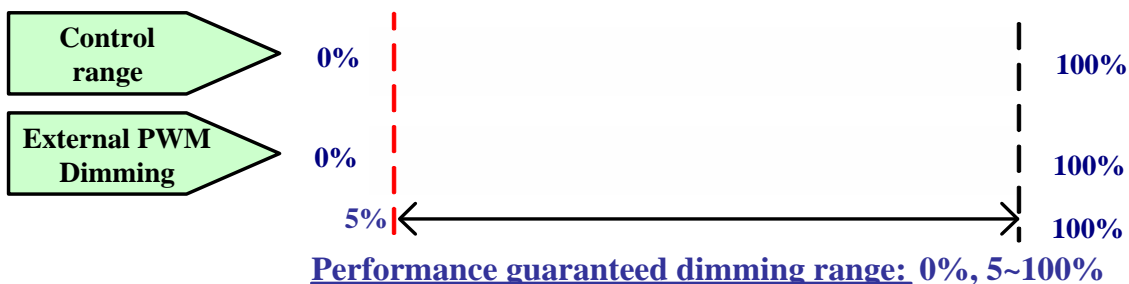 Control
range
0%
100%
External PWM
Dimming
0%
100%
5%
100%
Performance guaranteed dimming range: 0%, 5~100%